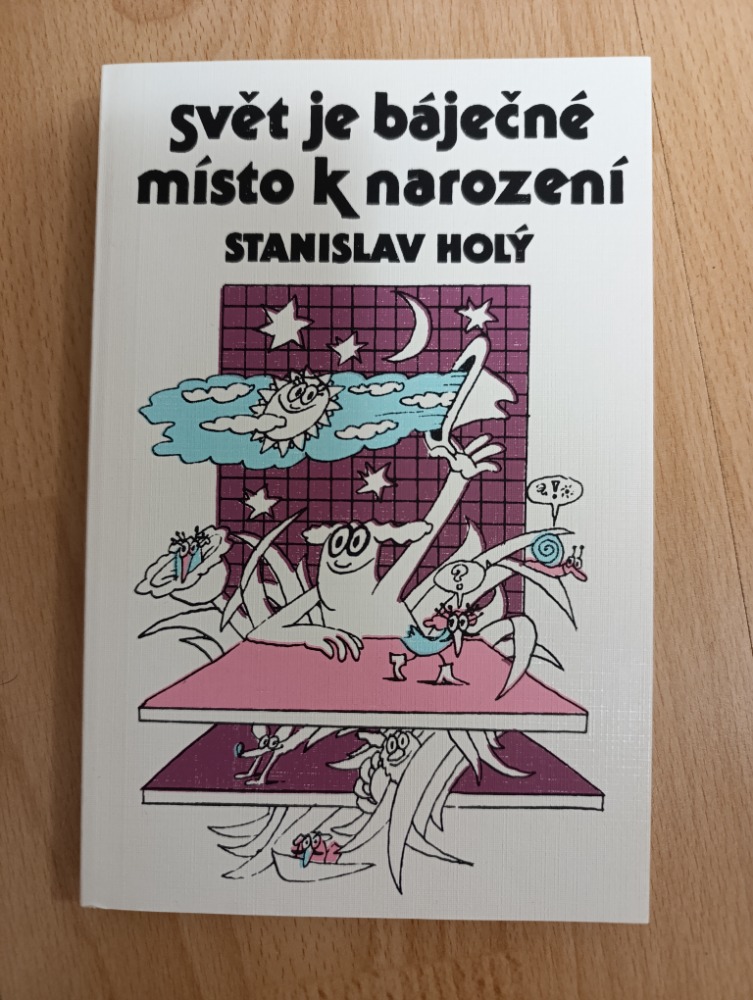 svět je báječné
místo k narození
STANISLAV HOLÝ
?!
?